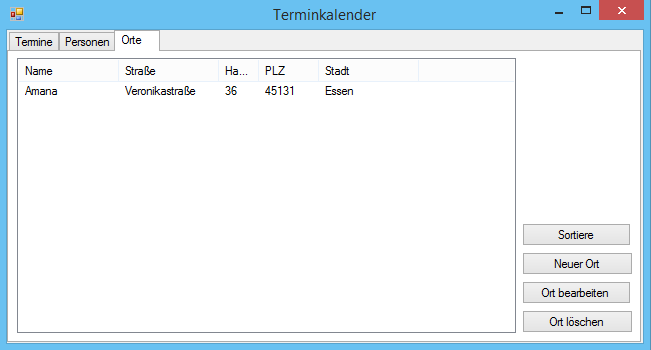 Terminkalender
Termine Personen Orte
Name Straße Ha... PLZ Stadt
Amana Veronikastraße 36 45131 Essen
Sortiere
Neuer Ort
Ort bearbeiten
Ort löschen